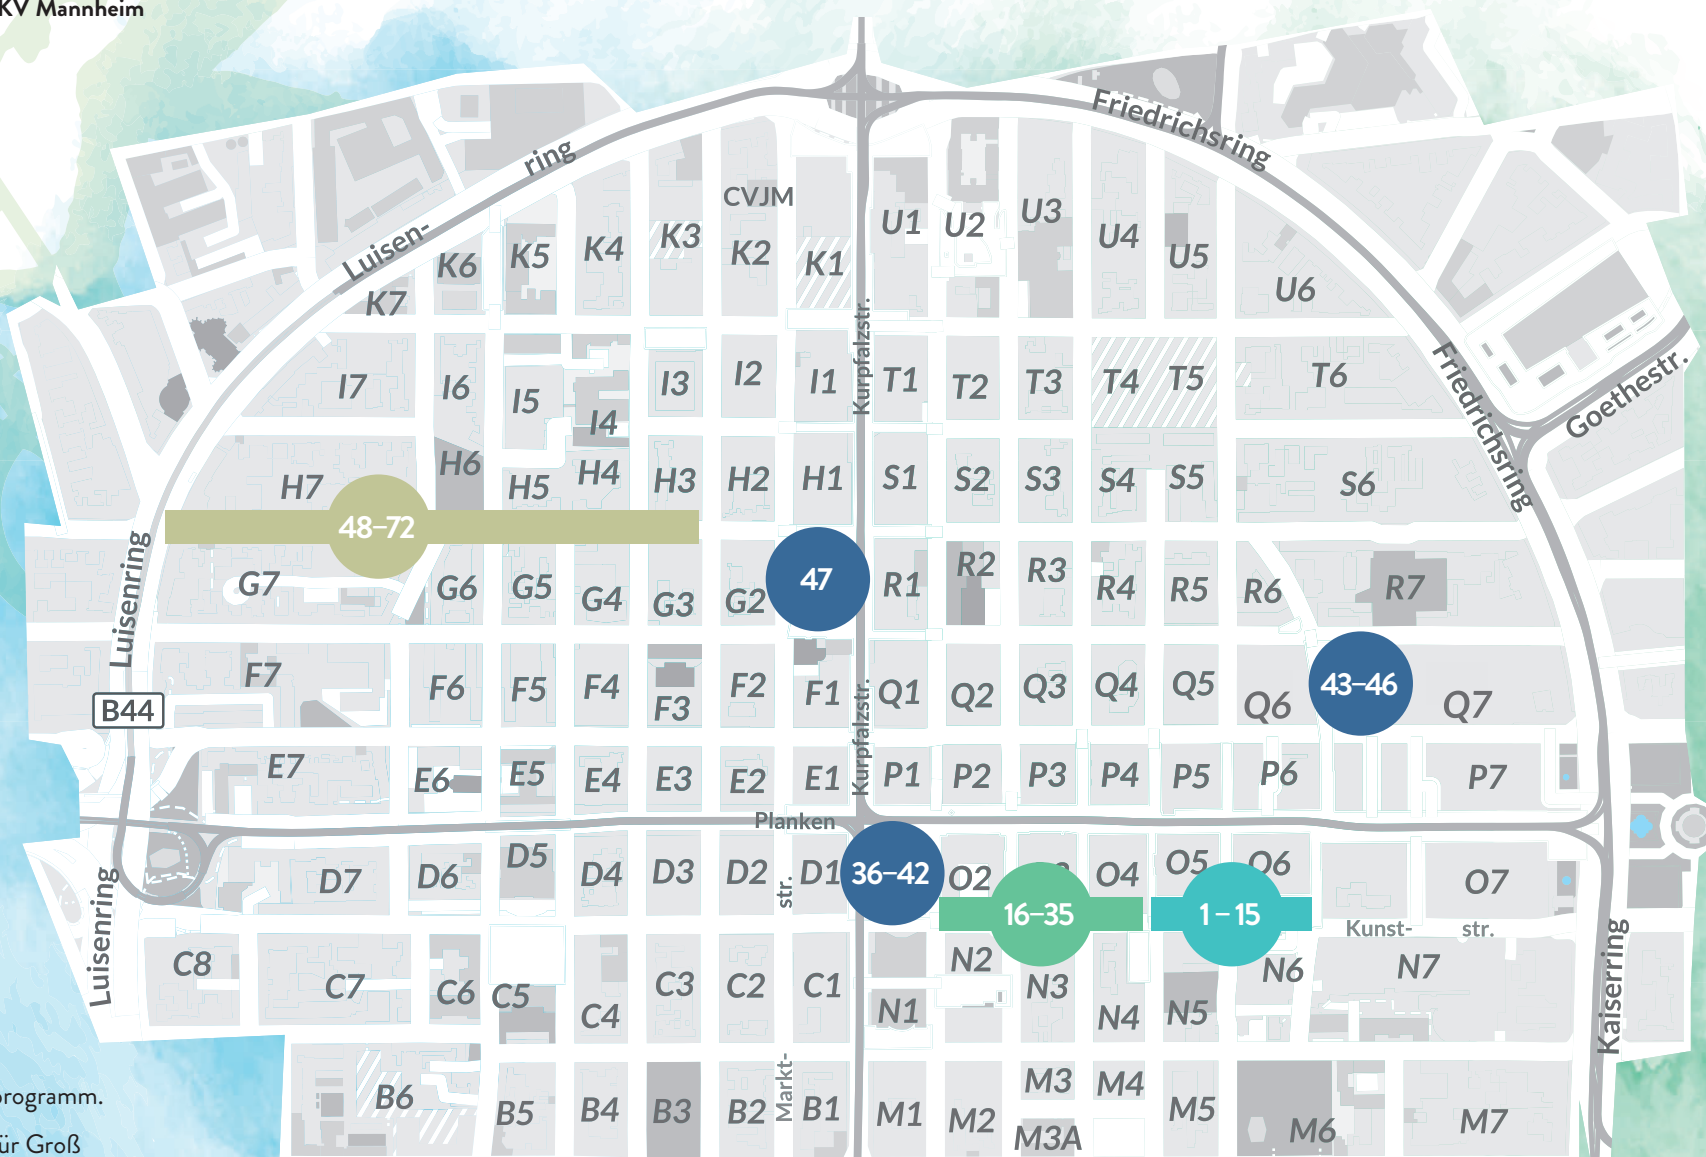 KV Mannheim
Friedrichsring
Luisen-
ring
CVJM
K7
K6
K5
K4
K3
K2
K1
U1
U2
U3
U4
U5
U6
Kurpfalzstr.
I7
I6
I5
I4
I3
I2
I1
T1
T2
T3
T4
T5
T6
Friedrichsring
Goethestr.
H7
H6
H5
H4
H3
H2
H1
S1
S2
S3
S4
S5
S6
48–72
47
Luisenring
G7
G6
G5
G4
G3
G2
R1
R2
R3
R4
R5
R6
R7
43–46
B44
F7
F6
F5
F4
F3
F2
F1
Kurpfalzstr.
Q1
Q2
Q3
Q4
Q5
Q6
Q7
E7
E6
E5
E4
E3
E2
E1
P1
P2
P3
P4
P5
P6
P7
Planken
Luisenring
D7
D6
D5
D4
D3
D2
D1
str.
36–42
O2
O4
O5
O6
O7
16–35
1–15
Kunst-
str.
Kaiserring
C8
C7
C6
C5
C4
C3
C2
C1
N1
N2
N3
N4
N5
N6
N7
Markt-
B6
B5
B4
B3
B2
B1
M1
M2
M3
M3A
M4
M5
M6
M7
programm.
ür Groß